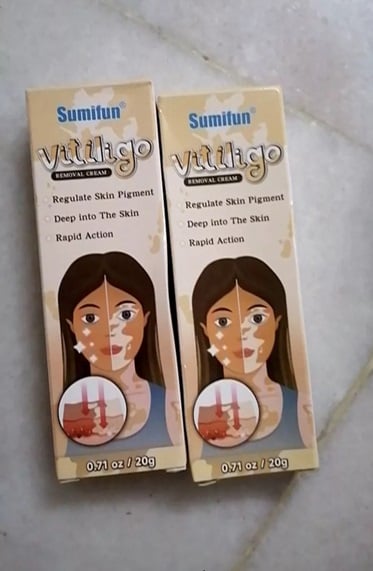 Sumifun®
vitiligo
REMOVAL CREAM
Regulate Skin Pigment
Deep into The Skin
Rapid Action
0.71 oz / 20g
Sumifun®
vitiligo
REMOVAL CREAM
Regulate Skin Pigment
Deep into The Skin
Rapid Action
0.71 oz / 20g